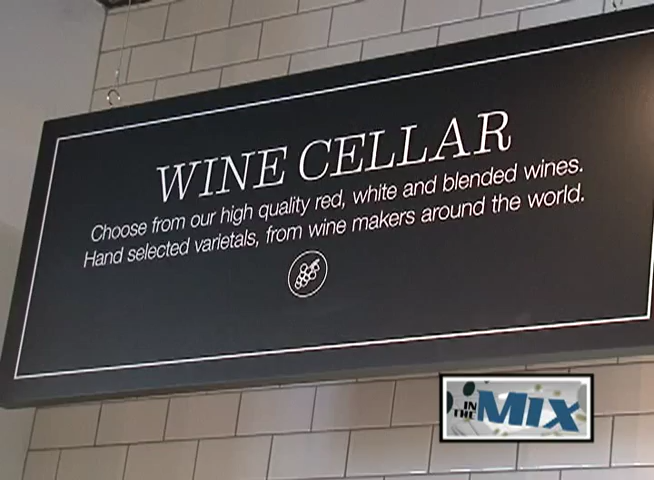 WINE CELLAR
Choose from our high quality red, white and blended wines.
Hand selected varietals, from wine makers around the world.
IN
THE MIX